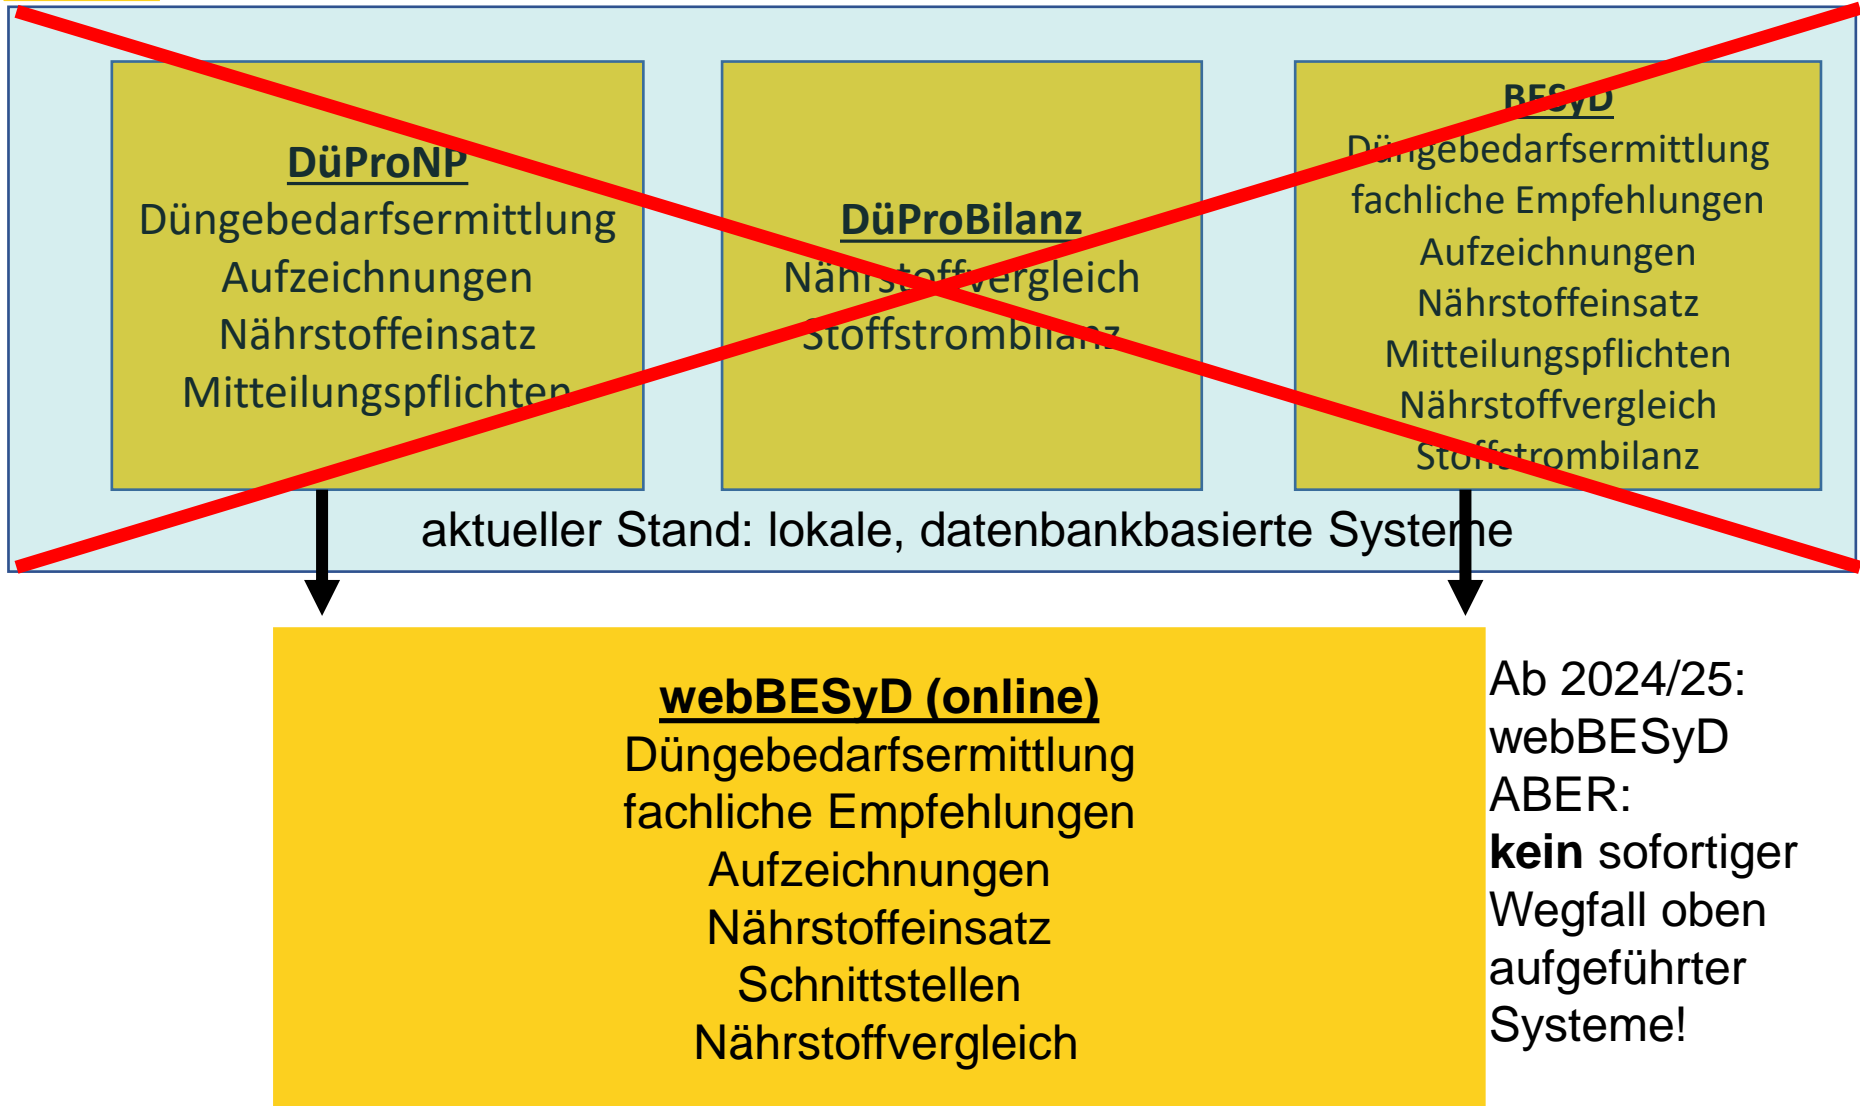 DüProNP
Düngebedarfsermittlung
Aufzeichnungen
Nährstoffeinsatz
Mitteilungspflichten
DüProBilanz
Nährstoffvergleich
Stoffstrombilanz
BESyD
Düngebedarfsermittlung
fachliche Empfehlungen
Aufzeichnungen
Nährstoffeinsatz
Mitteilungspflichten
Nährstoffvergleich
Stoffstrombilanz
aktueller Stand: lokale, datenbankbasierte Systeme
webBESyD (online)
Düngebedarfsermittlung
fachliche Empfehlungen
Aufzeichnungen
Nährstoffeinsatz
Schnittstellen
Nährstoffvergleich
Ab 2024/25:
webBESyD
ABER:
kein sofortiger
Wegfall oben
aufgeführter
Systeme!